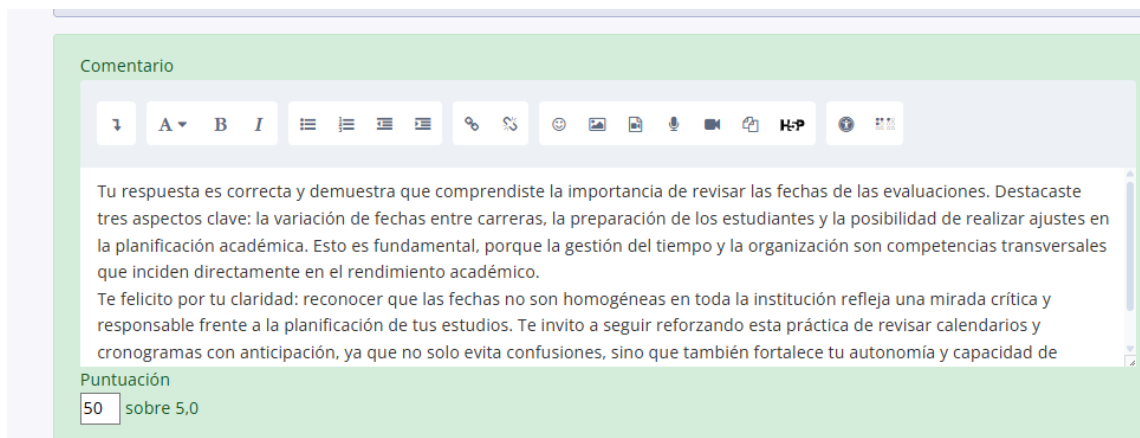 Comentario
A B I H-P
Tu respuesta es correcta y demuestra que comprendiste la importancia de revisar las fechas de las evaluaciones. Destacaste
tres aspectos clave: la variación de fechas entre carreras, la preparación de los estudiantes y la posibilidad de realizar ajustes en
la planificación académica. Esto es fundamental, porque la gestión del tiempo y la organización son competencias transversales
que inciden directamente en el rendimiento académico.
Te felicito por tu claridad: reconocer que las fechas no son homogéneas en toda la institución refleja una mirada crítica y
responsable frente a la planificación de tus estudios. Te invito a seguir reforzando esta práctica de revisar calendarios y
cronogramas con anticipación, ya que no solo evita confusiones, sino que también fortalece tu autonomía y capacidad de
Puntuación
50 sobre 5,0